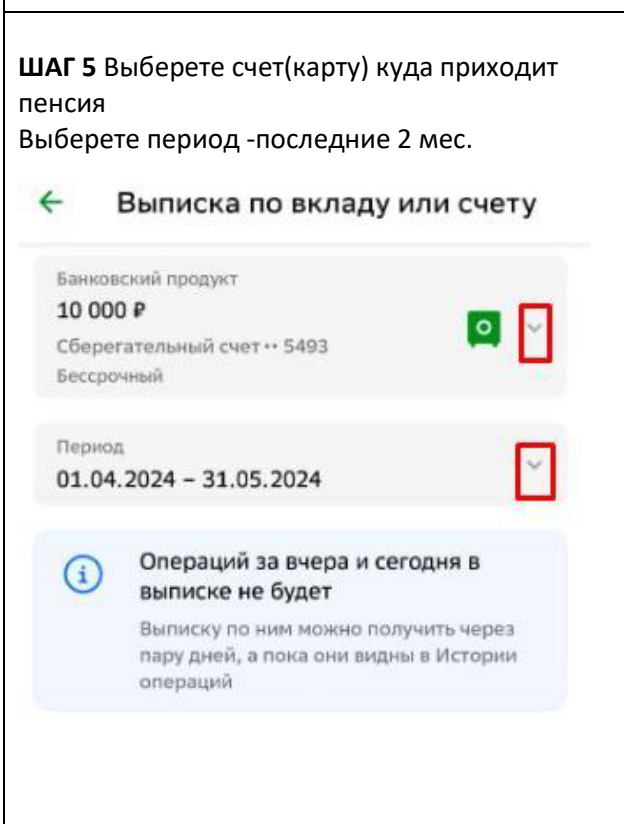 ШАГ 5 Выберете счет(карту) куда приходит
пенсия
Выберете период -последние 2 мес.
Выписка по вкладу или счету
Банковский продукт
10 000 ₽
Сберегательный счет •• 5493
Бессрочный
Период
01.04.2024 – 31.05.2024
Операций за вчера и сегодня в
выписке не будет
Выписку по ним можно получить через
пару дней, а пока они видны в Истории
операций